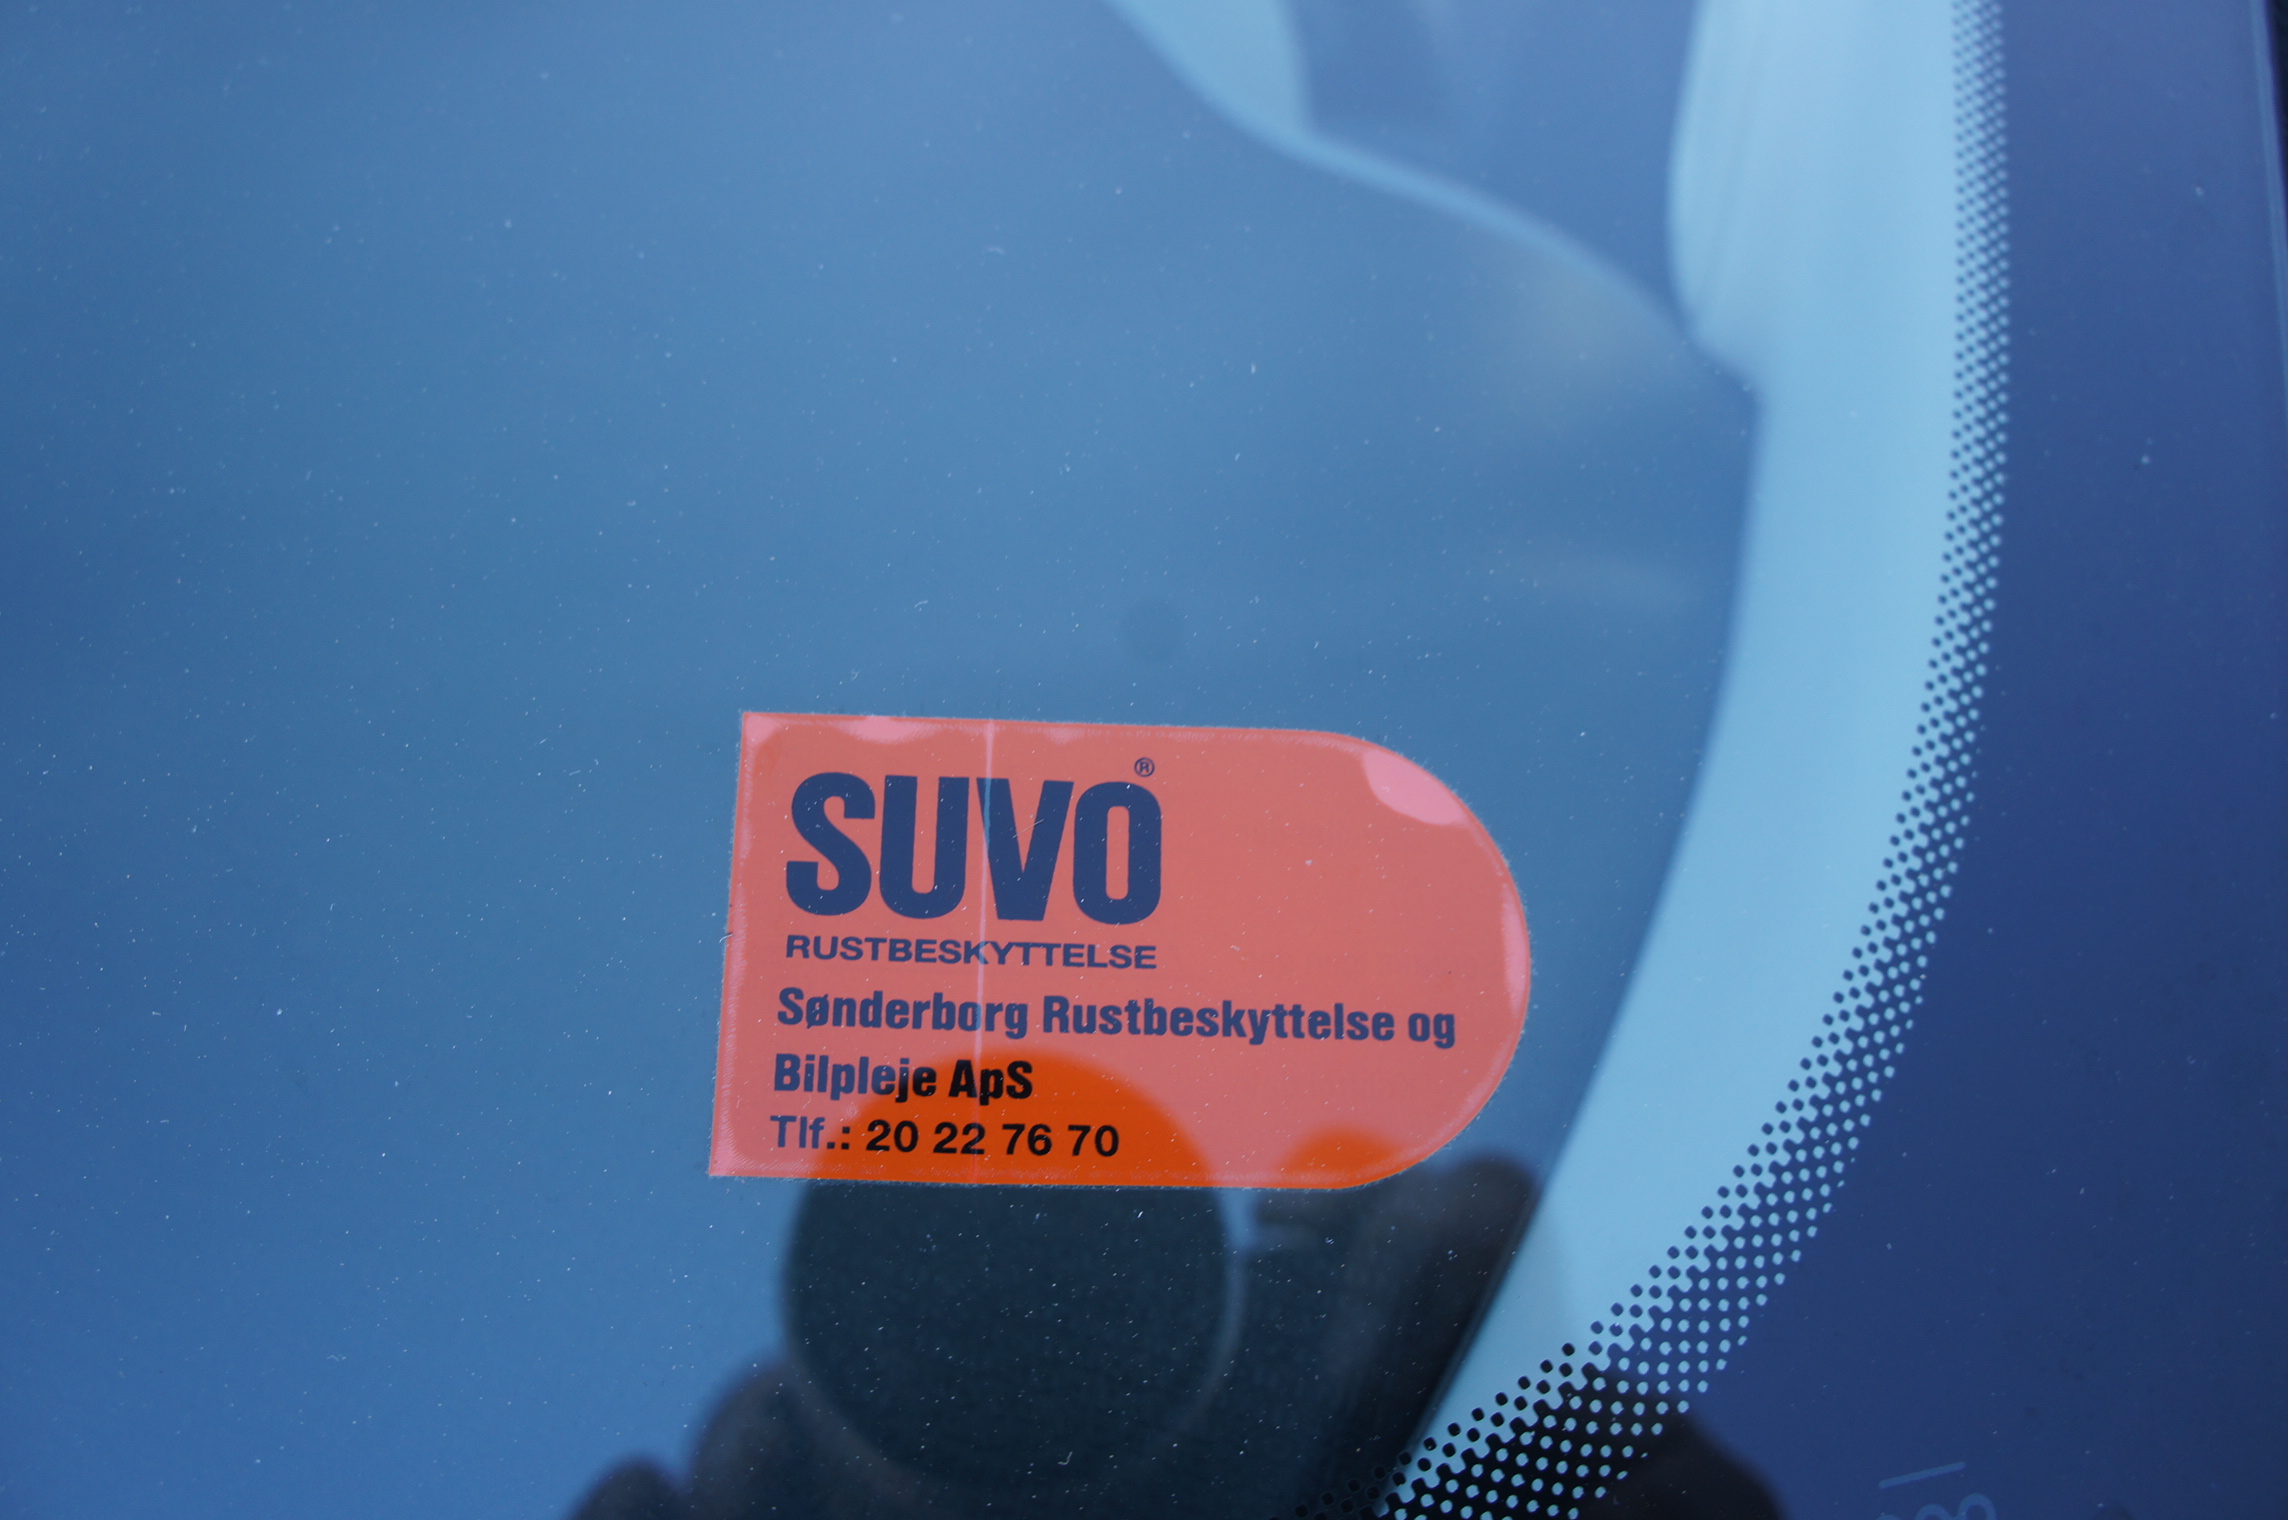 SUVO®
RUSTBESKYTTELSE
Sønderborg Rustbeskyttelse og
Bilpleje ApS
Tlf.: 20 22 76 70